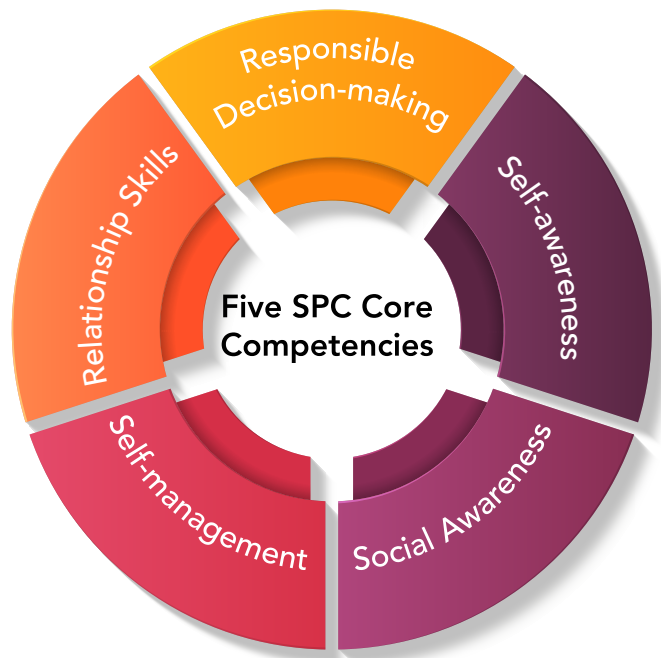 Responsible
Decision-making
Self-awareness
Social Awareness
Self-management
Relationship Skills
Five SPC Core
Competencies